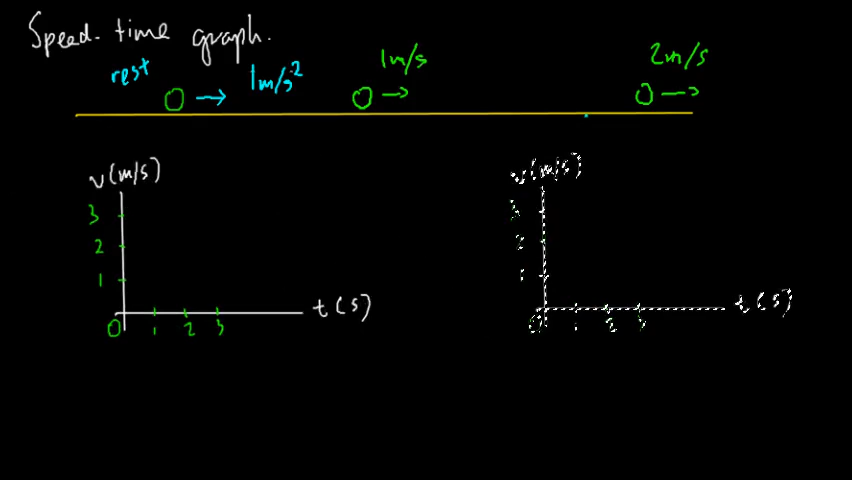 Speed-time graph.
rest 1m/s² 1m/s 2m/s
v(m/s)
3
2
1
0 1 2 3 t(s)
v(m/s)
3
2
1
0 1 2 3 t(s)